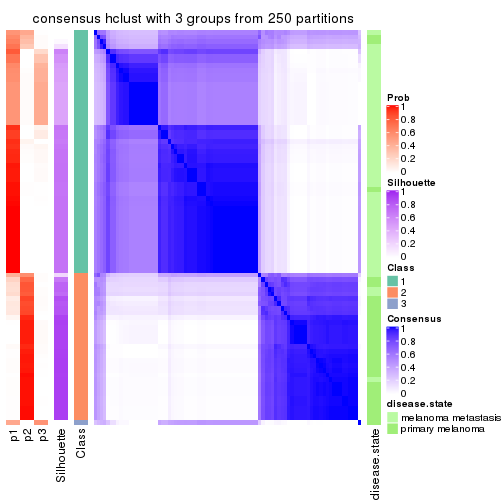 consensus hclust with 3 groups from 250 partitions
Prob
1
0.8
0.6
0.4
0.2
0
Silhouette
1
0.8
0.6
0.4
0.2
0
Class
1
2
3
Consensus
1
0.8
0.6
0.4
0.2
0
disease.state
melanoma metastasis
primary melanoma
p1
p2
p3
Silhouette
Class
disease.state